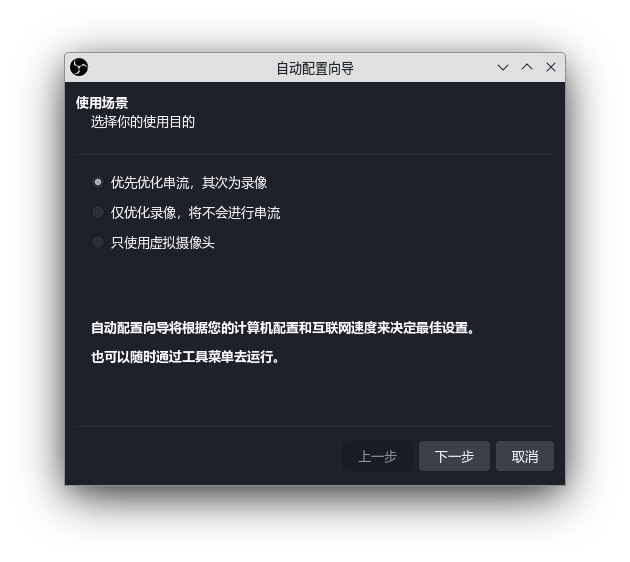 自动配置向导
使用场景
选择你的使用目的
优先优化串流，其次为录像
仅优化录像，将不会进行串流
只使用虚拟摄像头
自动配置向导将根据您的计算机配置和互联网速度来决定最佳设置。
也可以随时通过工具菜单去运行。
上一步 下一步 取消